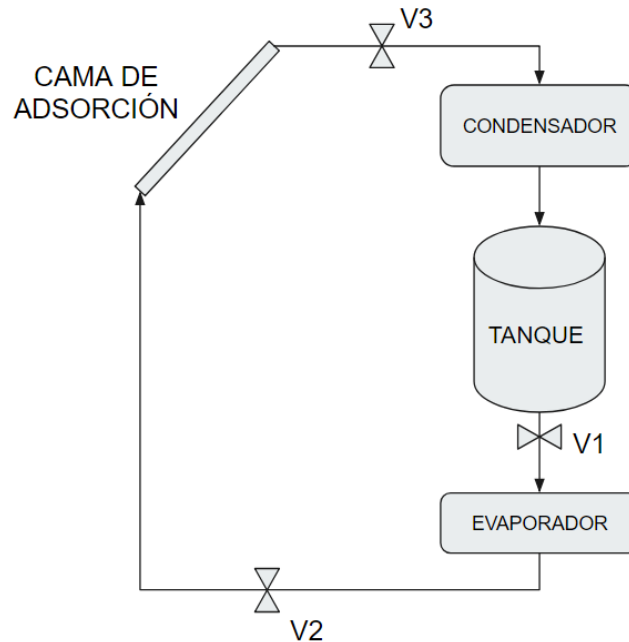 V3
CAMA DE
ADSORCIÓN
CONDENSADOR
TANQUE
V1
EVAPORADOR
V2